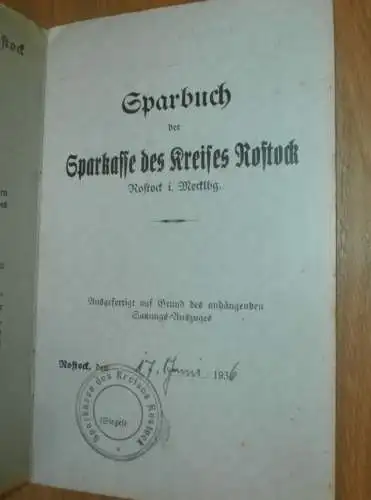 Sparbuch
der
Sparkasse des Kreises Rostock
Rostock i. Mecklbg.
Ausgefertigt auf Grund des anhängenden
Satzungs-Auszuges
Rostock, den 17. Juni 1936
Sparkasse des Kreises Rostock
(Siegel)